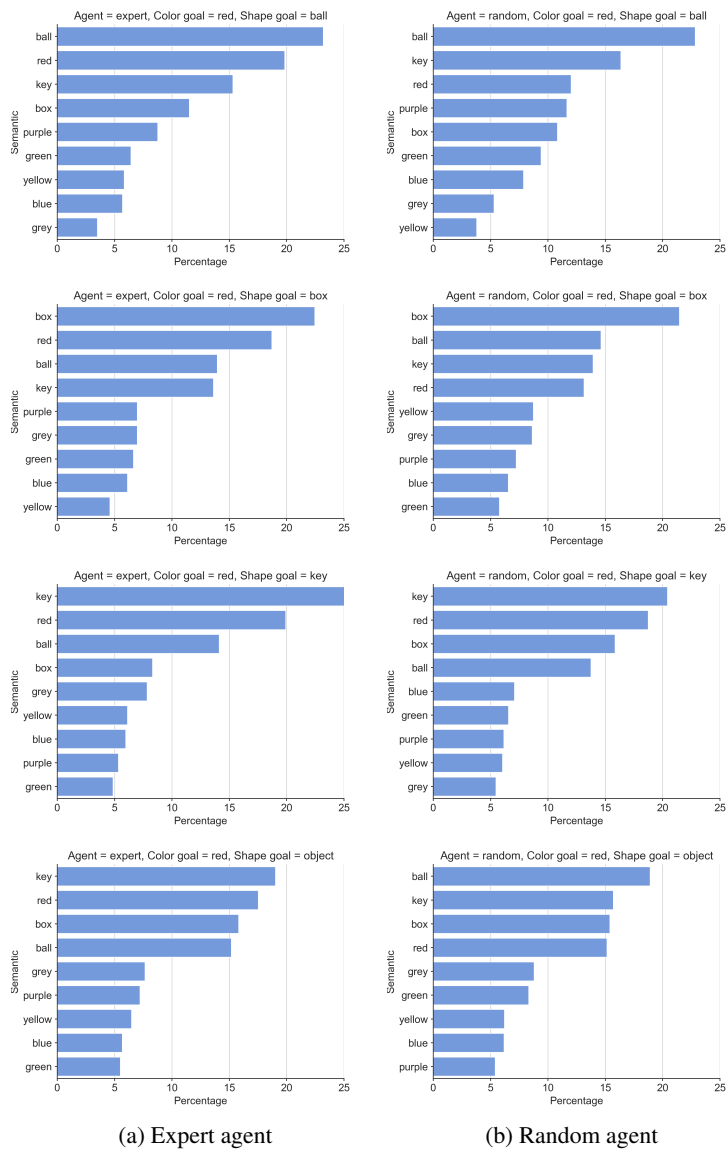 Agent = expert, Color goal = red, Shape goal = ball
Semantic
ball
red
key
box
purple
green
yellow
blue
grey
0 5 10 15 20 25
Percentage
Agent = random, Color goal = red, Shape goal = ball
Semantic
ball
key
red
purple
box
green
blue
grey
yellow
0 5 10 15 20 25
Percentage
Agent = expert, Color goal = red, Shape goal = box
Semantic
box
red
ball
key
purple
grey
green
blue
yellow
0 5 10 15 20 25
Percentage
Agent = random, Color goal = red, Shape goal = box
Semantic
box
ball
key
red
yellow
grey
purple
blue
green
0 5 10 15 20 25
Percentage
Agent = expert, Color goal = red, Shape goal = key
Semantic
key
red
ball
box
grey
yellow
blue
purple
green
0 5 10 15 20 25
Percentage
Agent = random, Color goal = red, Shape goal = key
Semantic
key
red
box
ball
blue
green
purple
yellow
grey
0 5 10 15 20 25
Percentage
Agent = expert, Color goal = red, Shape goal = object
Semantic
key
red
box
ball
grey
purple
yellow
blue
green
0 5 10 15 20 25
Percentage
Agent = random, Color goal = red, Shape goal = object
Semantic
ball
key
box
red
grey
green
yellow
blue
purple
0 5 10 15 20 25
Percentage
(a) Expert agent
(b) Random agent